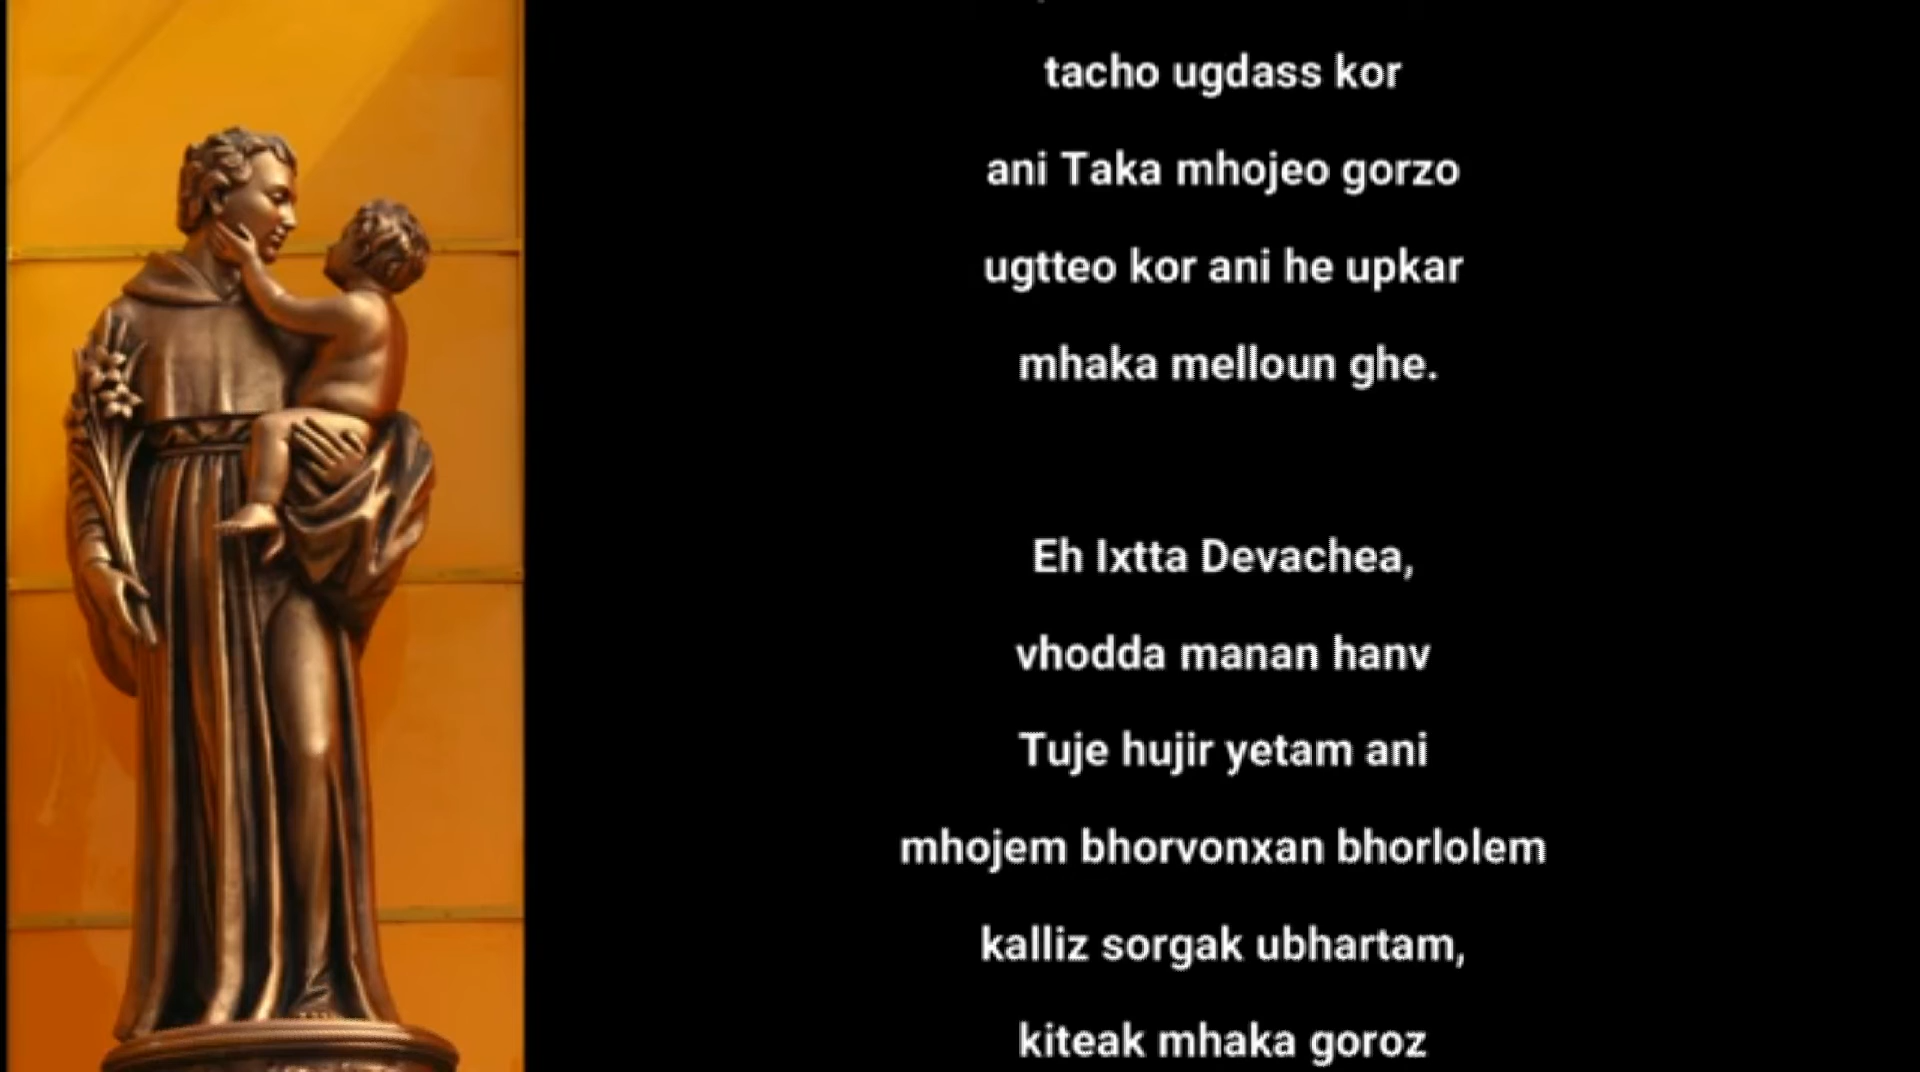 tacho ugdass kor
ani Taka mhojeo gorzo
ugtteo kor ani he upkar
mhaka melloun ghe.
Eh Ixtta Devachea,
vhodda manan hanv
Tuje hujir yetam ani
mhojem bhorvonxan bhorlolem
kalliz sorgak ubhartam,
kiteak mhaka goroz